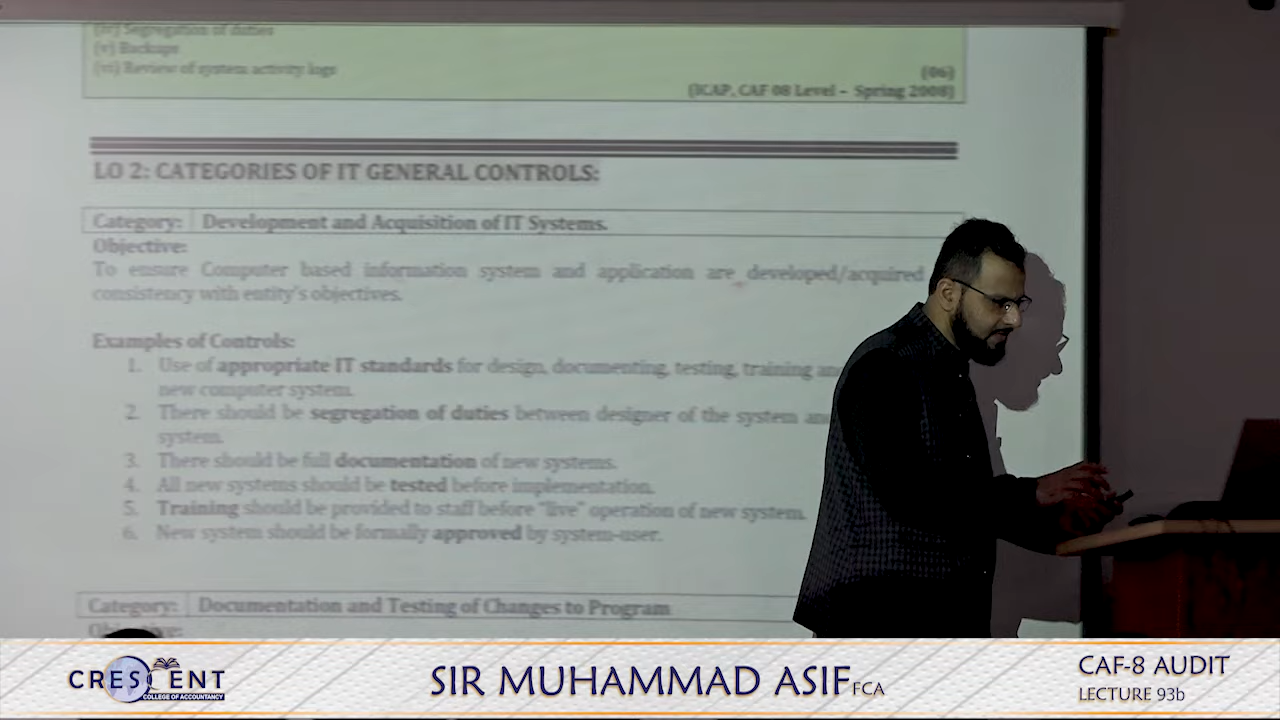 (iv) Segregation of duties
(v) Backups
(vi) Review of system activity logs
(06)
(ICAP, CAF 08 Level – Spring 2008)
LO 2: CATEGORIES OF IT GENERAL CONTROLS:
Category: Development and Acquisition of IT Systems.
Objective:
To ensure Computer based information system and application are developed/acquired
consistency with entity's objectives.
Examples of Controls:
1. Use of appropriate IT standards for design, documenting, testing, training
new computer system.
2. There should be segregation of duties between designer of the system
system.
3. There should be full documentation of new systems.
4. All new systems should be tested before implementation.
5. Training should be provided to staff before "live" operation of new system.
6. New system should be formally approved by system-user.
Category: Documentation and Testing of Changes to Program
CRESCENT
COLLEGE OF ACCOUNTANCY
SIR MUHAMMAD ASIF FCA
CAF-8 AUDIT
LECTURE 93b